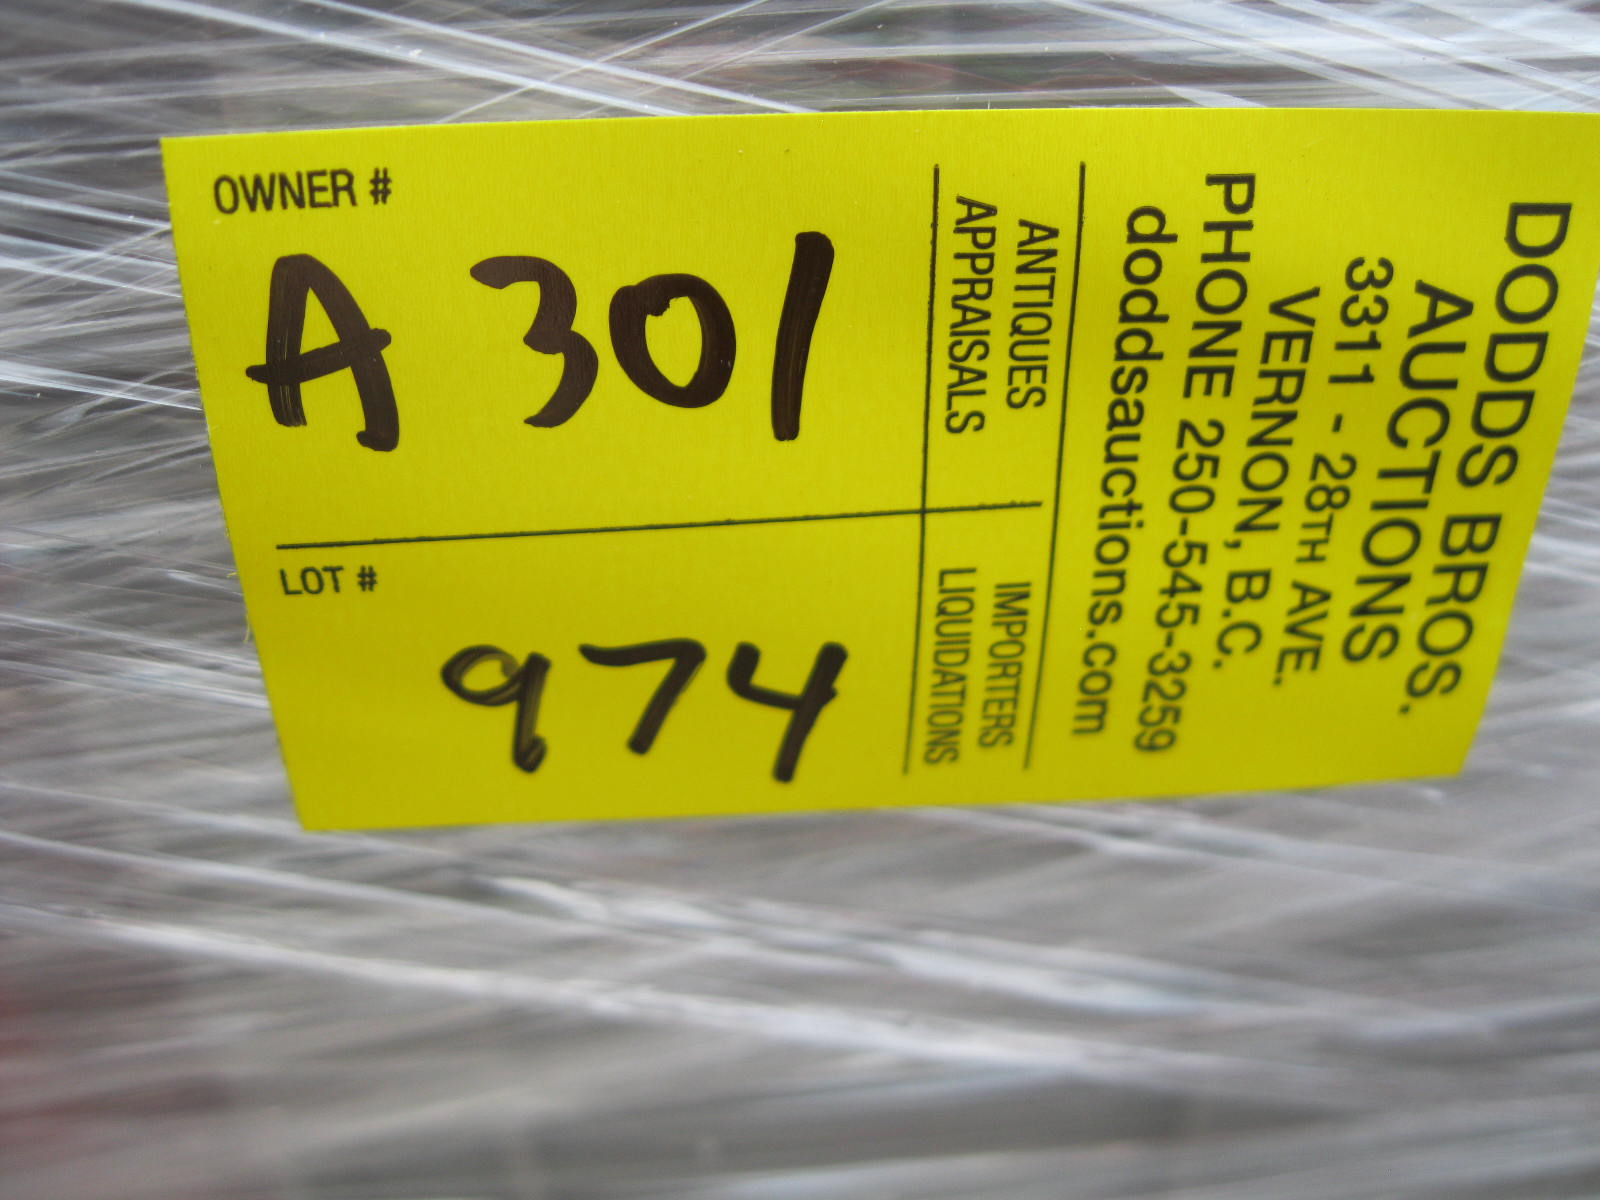 OWNER #
A 301
LOT #
974
DODDS BROS.
AUCTIONS
3311 - 28TH AVE.
VERNON, B.C.
PHONE 250-545-3259
doddsauctions.com
ANTIQUES
APPRAISALS
IMPORTERS
LIQUIDATIONS